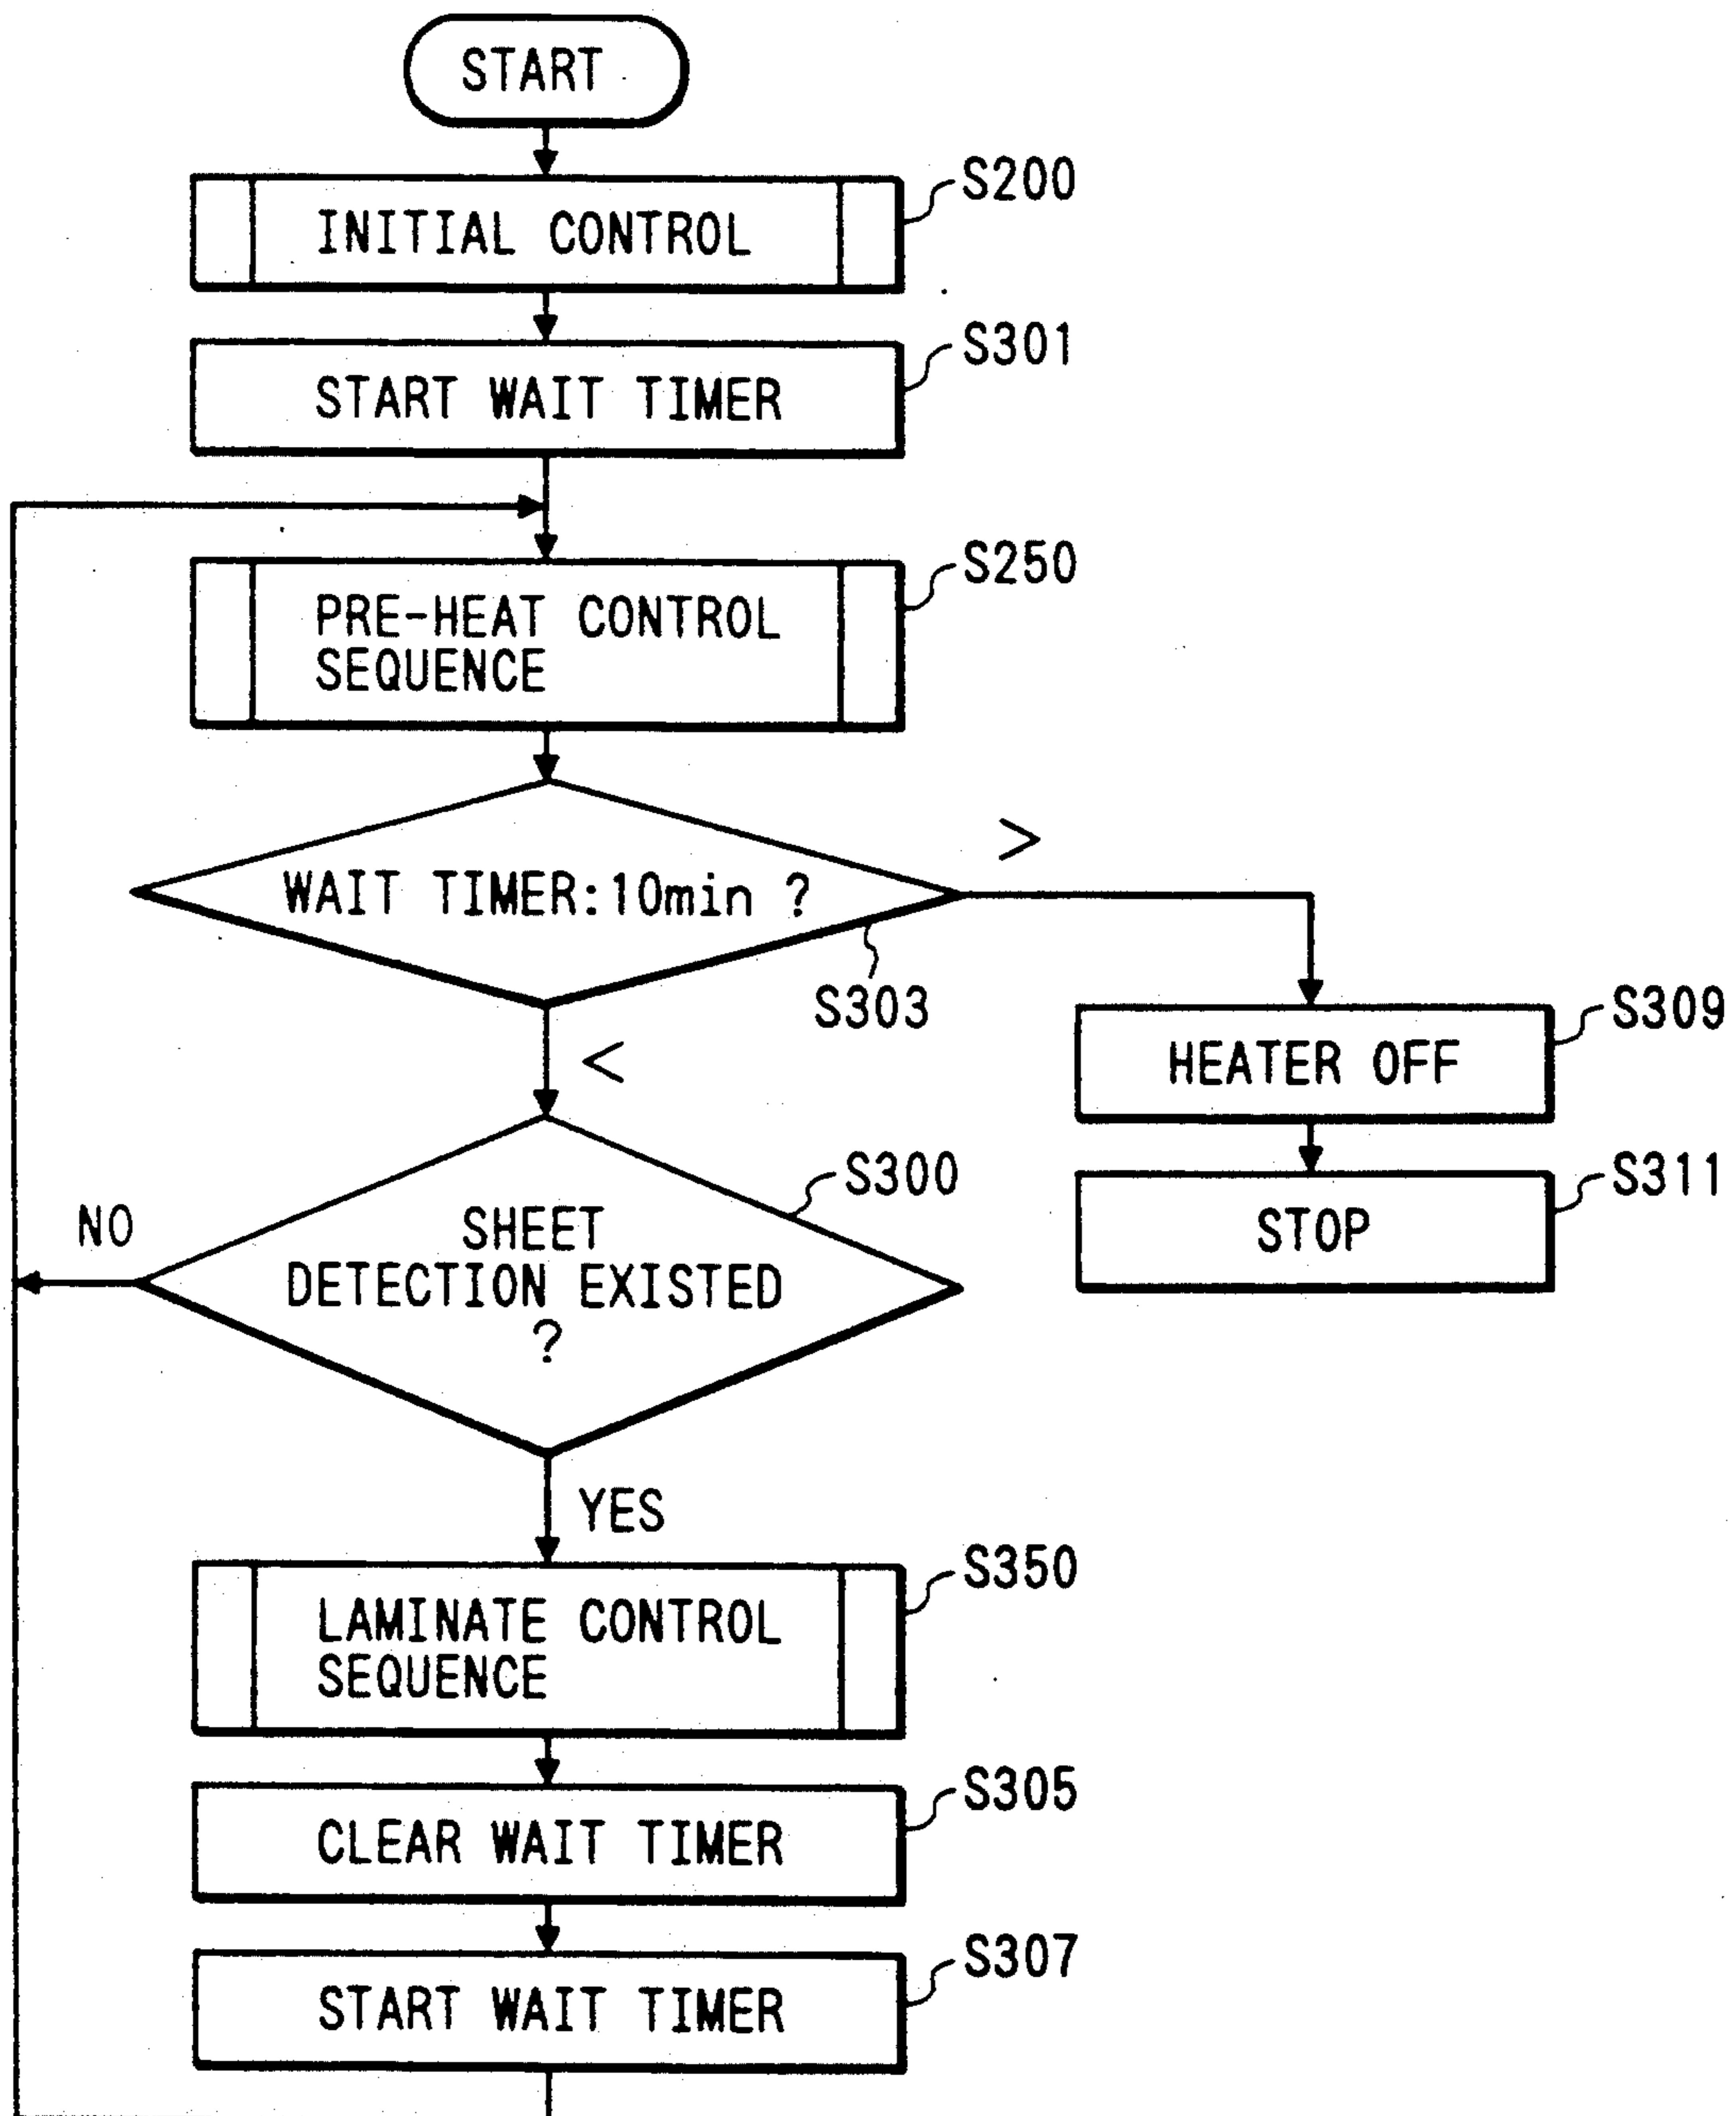 START
INITIAL CONTROL
S200
START WAIT TIMER
S301
PRE-HEAT CONTROL
SEQUENCE
S250
WAIT TIMER:10min ?
S303
>
<
HEATER OFF
S309
STOP
S311
SHEET
DETECTION EXISTED
?
S300
NO
YES
LAMINATE CONTROL
SEQUENCE
S350
CLEAR WAIT TIMER
S305
START WAIT TIMER
S307